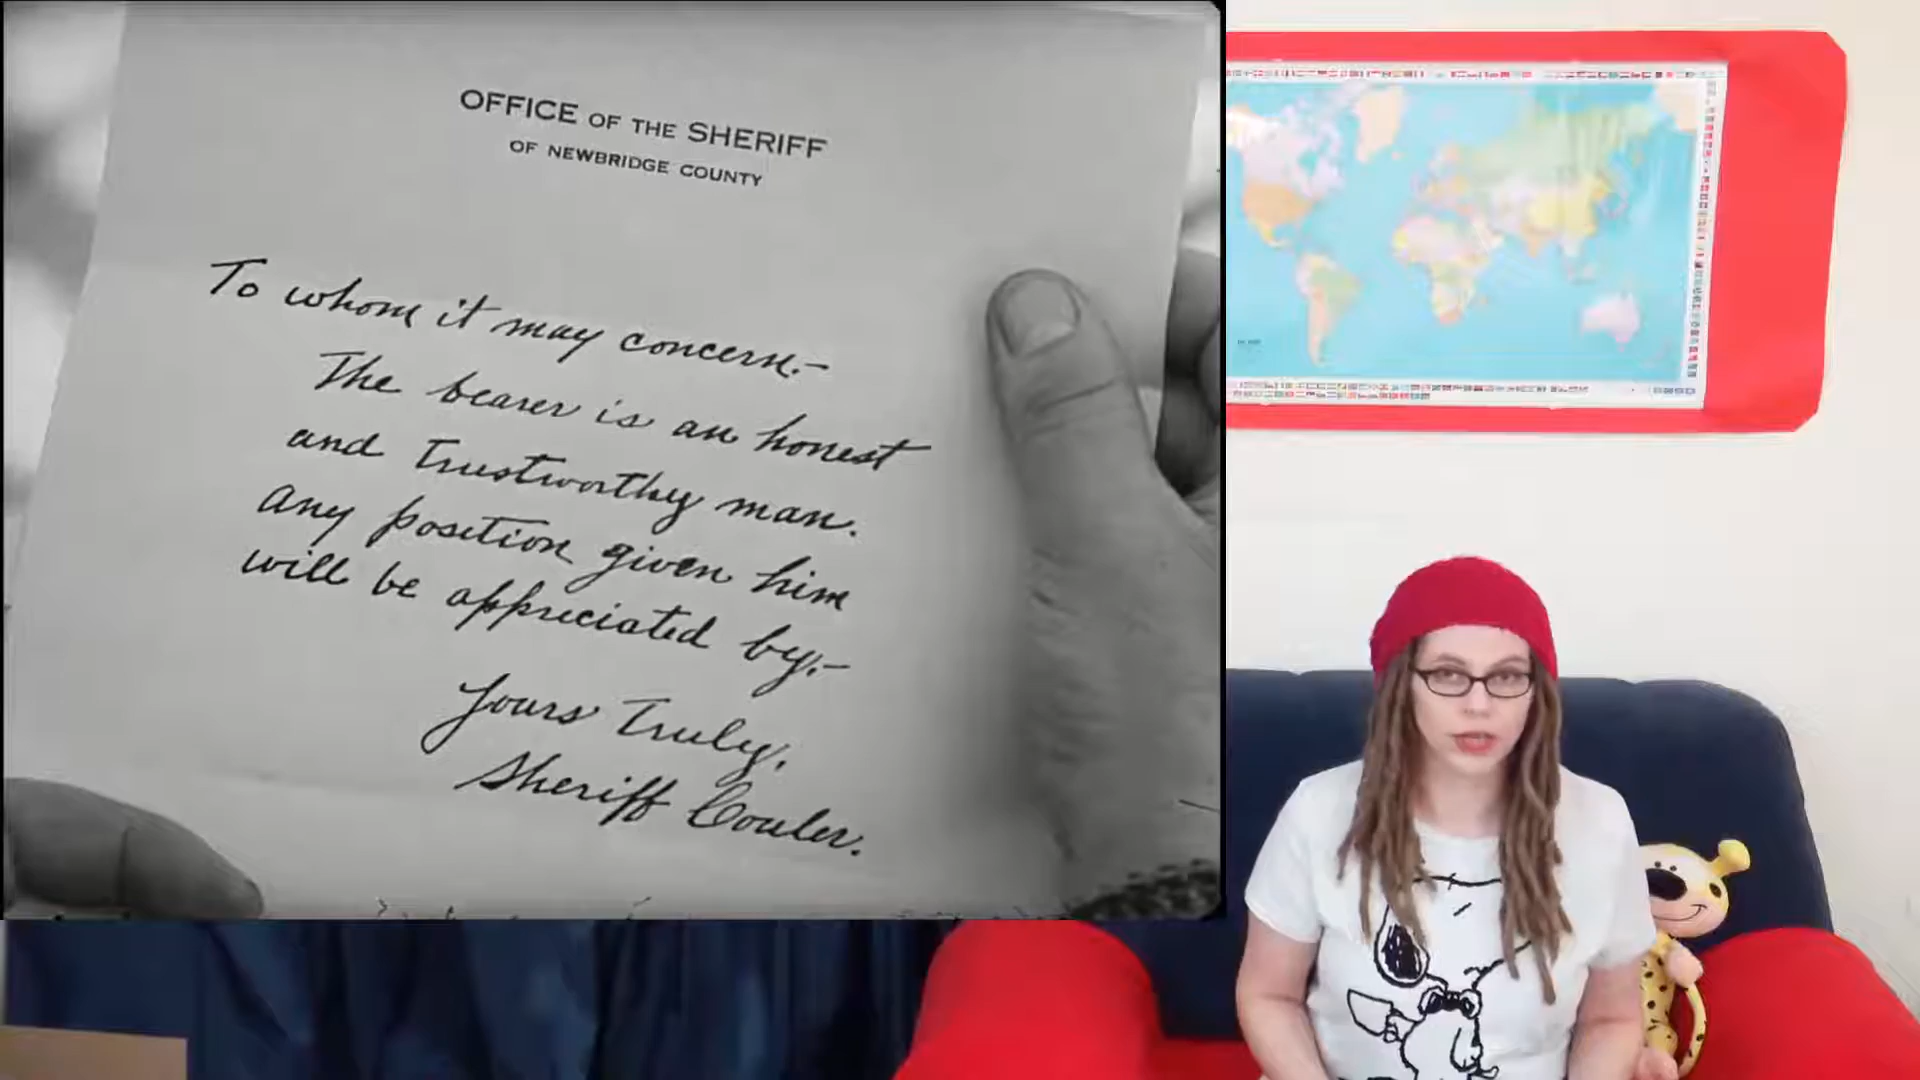 OFFICE OF THE SHERIFF
OF NEWBRIDGE COUNTY
To whom it may concern.-
The bearer is an honest
and trustworthy man.
Any position given him
will be appreciated by.-
Yours Truly,
Sheriff Couler.